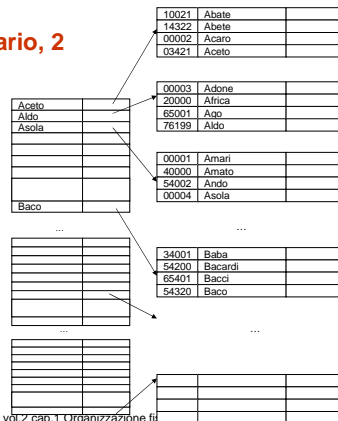 ario, 2
10021 Abate
14322 Abete
00002 Acaro
03421 Aceto
00003 Adone
20000 Africa
65001 Ago
76199 Aldo
Aceto
Aldo
Asola
Baco
00001 Amari
40000 Amato
54002 Ando
00004 Asola
...
...
34001 Baba
54200 Bacardi
65401 Bacci
54320 Baco
...
...
vol.2 cap.1 Organizzazione fis